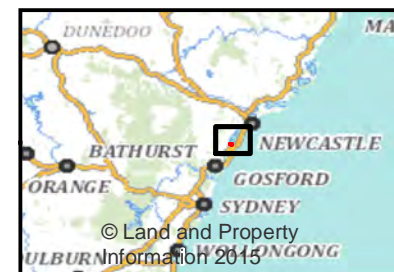 DUNEDOO
MA
NEWCASTLE
BATHURST
ORANGE
GOSFORD
SYDNEY
© Land and Property
ULBURN
WOLLONGONG
Information 2015